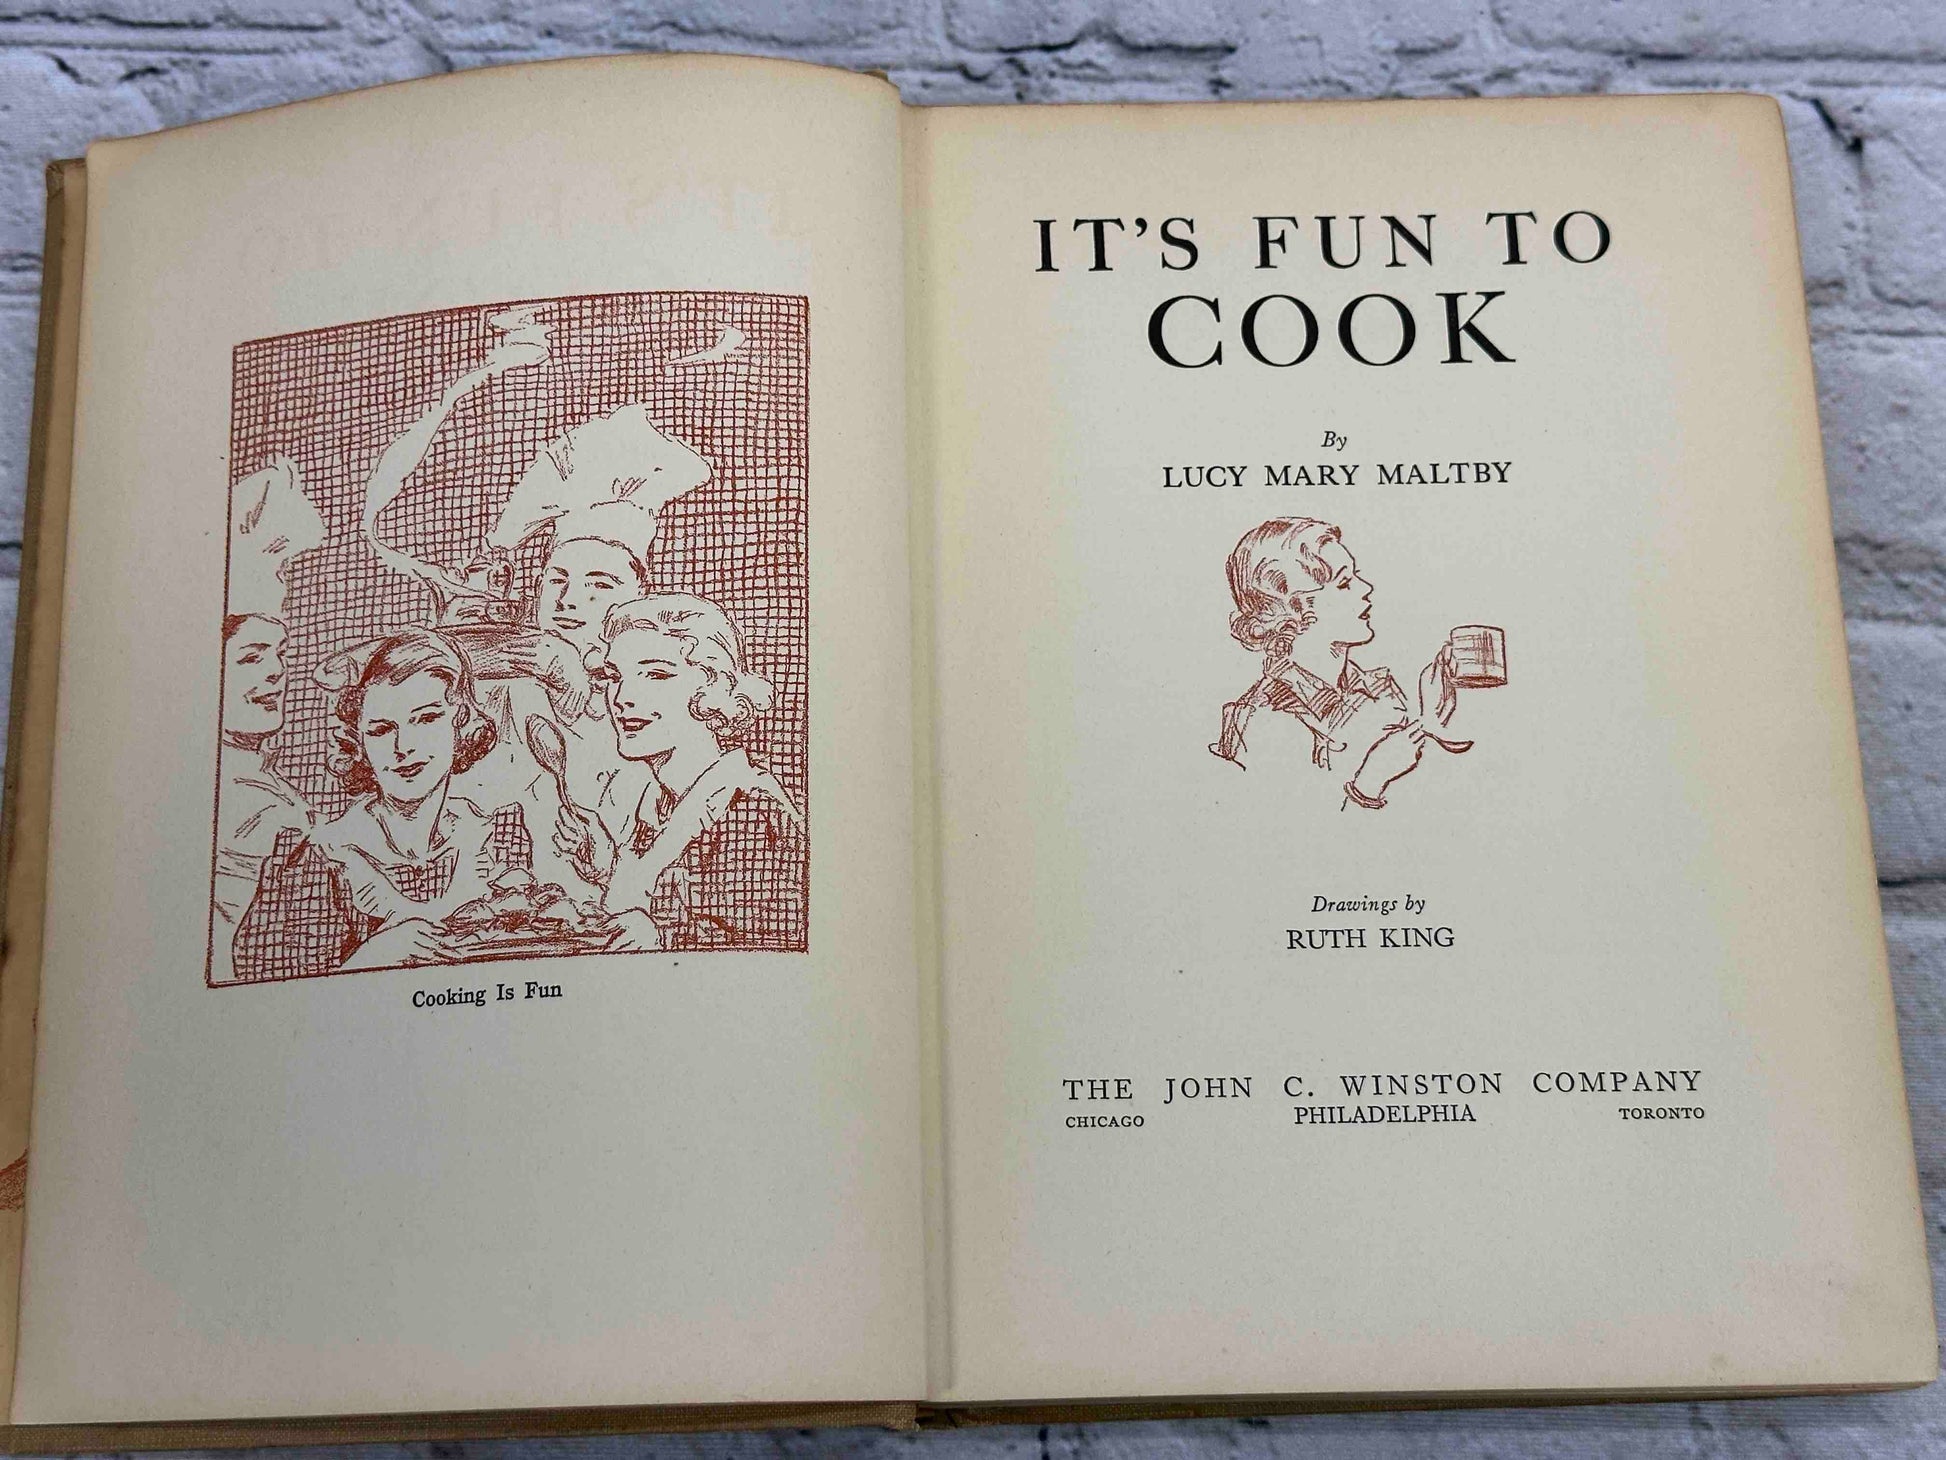 Cooking Is Fun
IT'S FUN TO
COOK
By
LUCY MARY MALTBY
Drawings by
RUTH KING
THE JOHN C. WINSTON COMPANY
CHICAGO PHILADELPHIA TORONTO